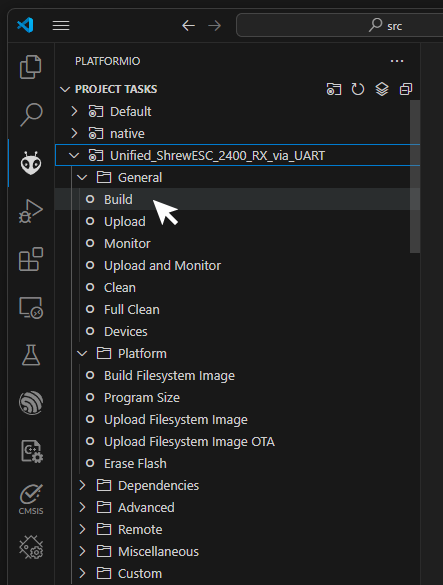 src
PLATFORMIO
PROJECT TASKS
Default
native
Unified_ShrewESC_2400_RX_via_UART
General
Build
Upload
Monitor
Upload and Monitor
Clean
Full Clean
Devices
Platform
Build Filesystem Image
Program Size
Upload Filesystem Image
Upload Filesystem Image OTA
Erase Flash
Dependencies
CMSIS
Advanced
Remote
Miscellaneous
Custom